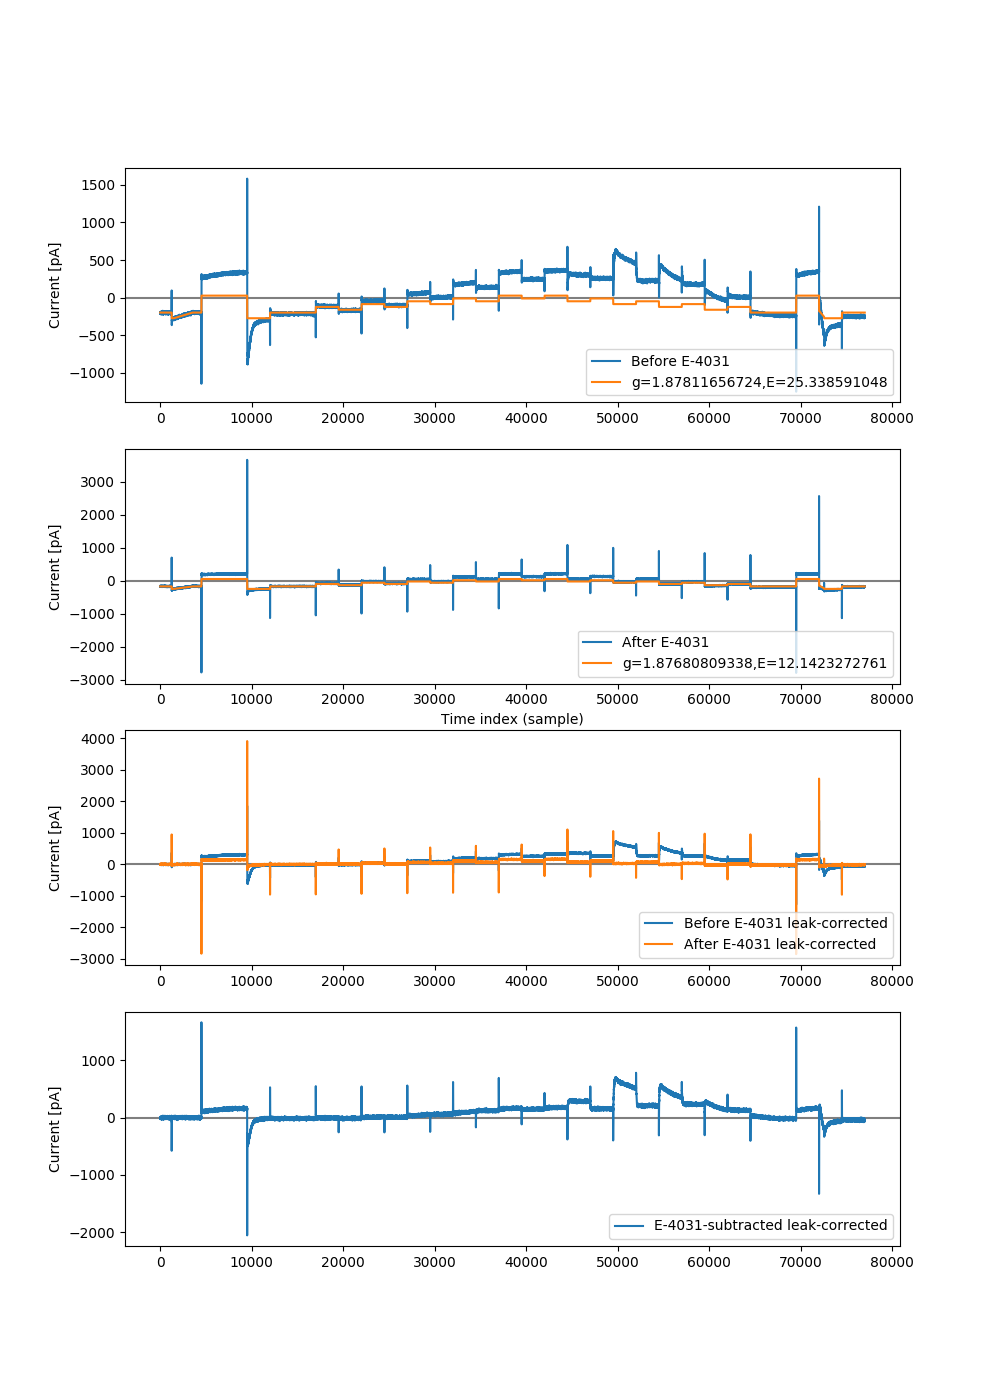 1500
1000
500
0
−500
−1000
Current [pA]
Before E-4031
g=1.87811656724,E=25.338591048
0 10000 20000 30000 40000 50000 60000 70000 80000
3000
2000
1000
0
−1000
−2000
−3000
Current [pA]
After E-4031
g=1.87680809338,E=12.1423272761
0 10000 20000 30000 40000 50000 60000 70000 80000
Time index (sample)
4000
3000
2000
1000
0
−1000
−2000
−3000
Current [pA]
Before E-4031 leak-corrected
After E-4031 leak-corrected
0 10000 20000 30000 40000 50000 60000 70000 80000
1000
0
−1000
−2000
Current [pA]
E-4031-subtracted leak-corrected
0 10000 20000 30000 40000 50000 60000 70000 80000